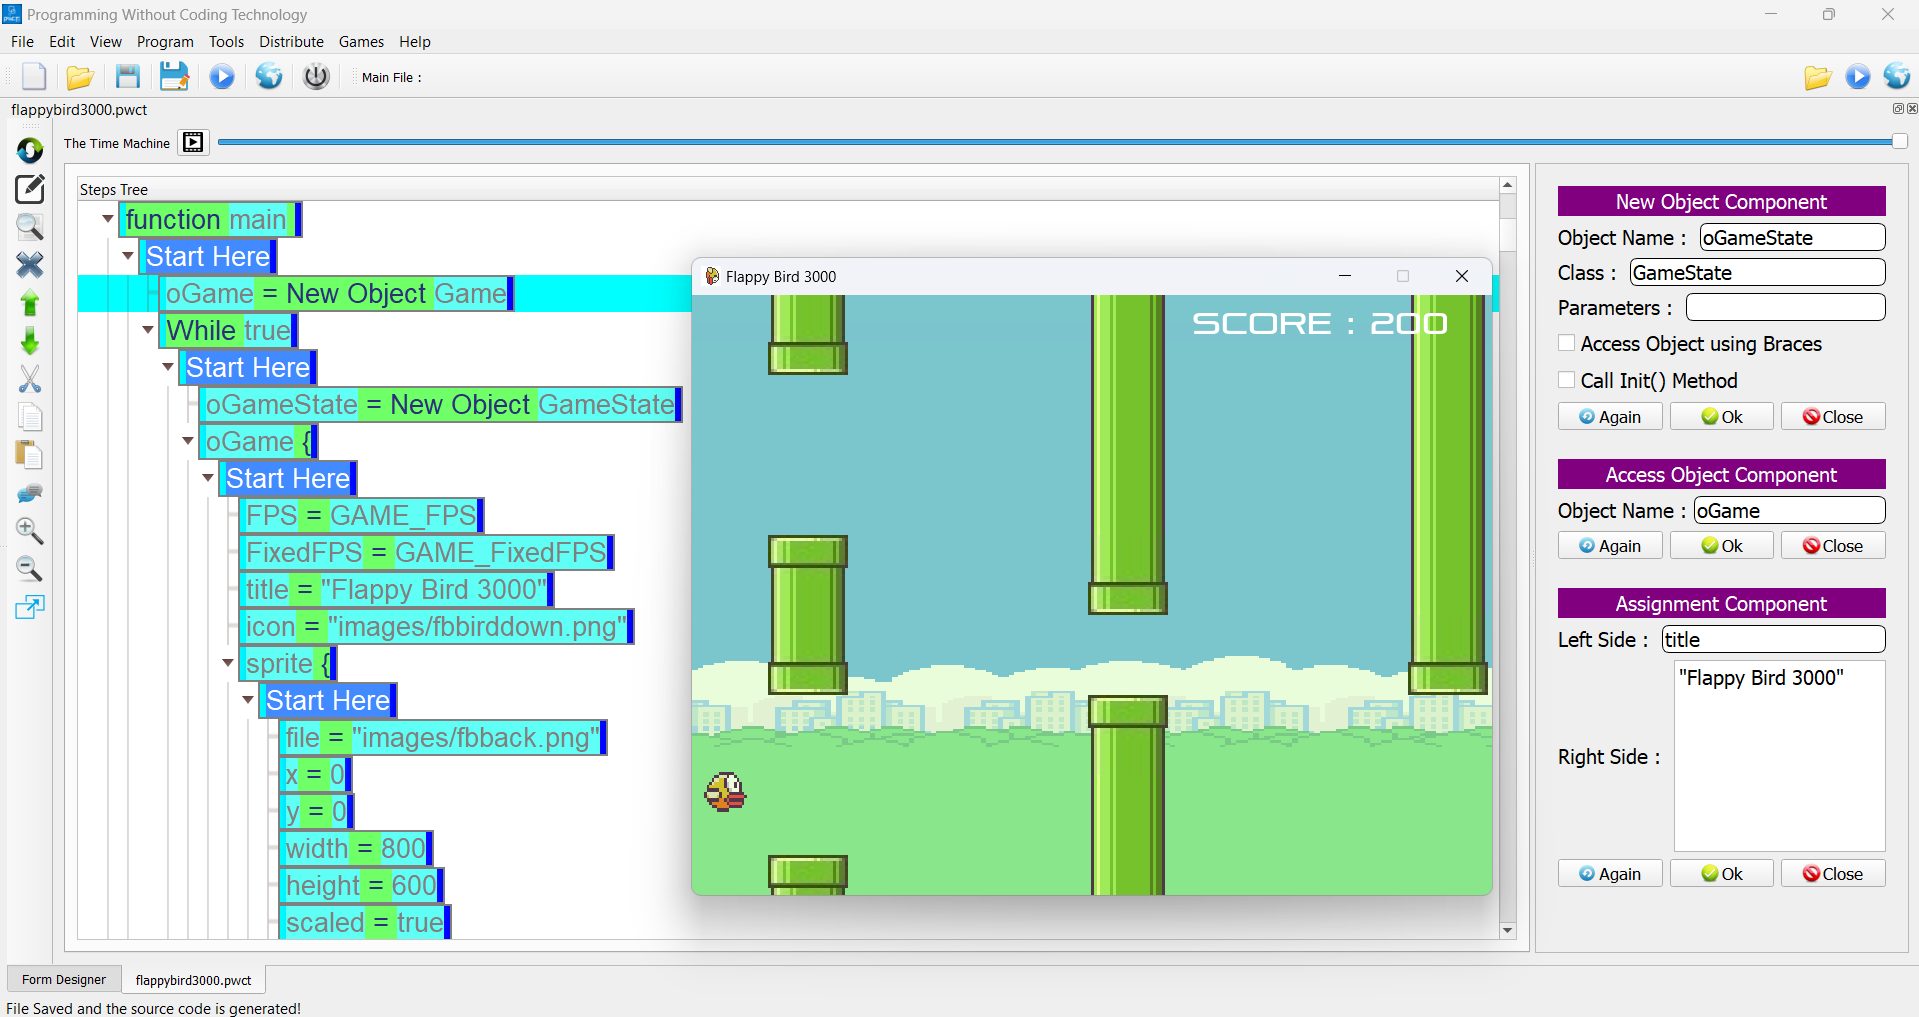 Programming Without Coding Technology
File Edit View Program Tools Distribute Games Help
Main File :
flappybird3000.pwct
The Time Machine
Steps Tree
function main
Start Here
oGame = New Object Game
While true
Start Here
oGameState = New Object GameState
oGame {
Start Here
FPS = GAME_FPS
FixedFPS = GAME_FixedFPS
title = "Flappy Bird 3000"
icon = "images/fbbirddown.png"
sprite {
Start Here
file = "images/fbback.png"
x = 0
y = 0
width = 800
height = 600
scaled = true
Flappy Bird 3000
SCORE : 200
New Object Component
Object Name : oGameState
Class : GameState
Parameters :
Access Object using Braces
Call Init() Method
Again Ok Close
Access Object Component
Object Name : oGame
Again Ok Close
Assignment Component
Left Side : title
"Flappy Bird 3000"
Right Side :
Again Ok Close
Form Designer flappybird3000.pwct
File Saved and the source code is generated!